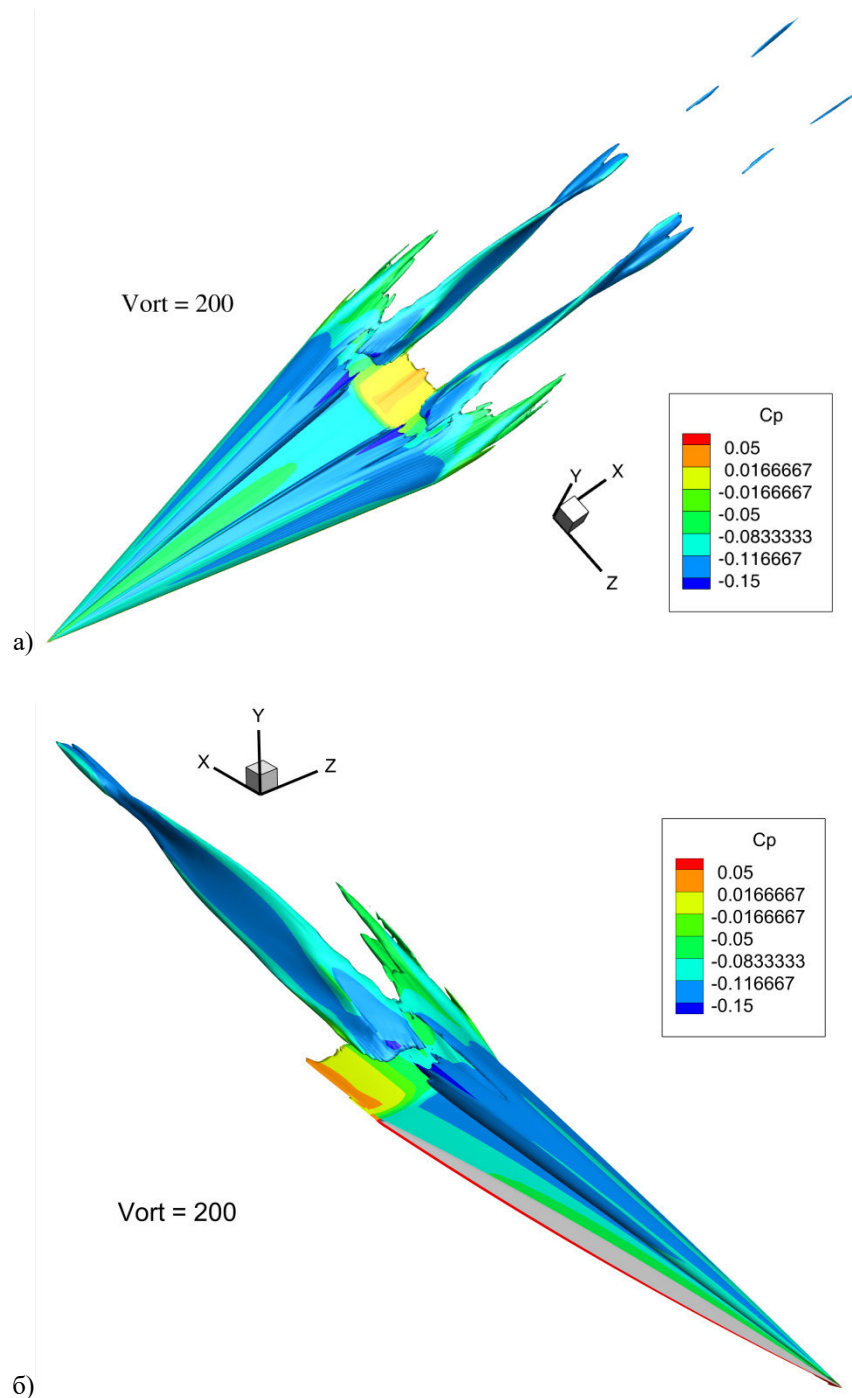 Vort = 200
Cp
0.05
0.0166667
-0.0166667
-0.05
-0.0833333
-0.116667
-0.15
Y
X
Z
а)
Y
X
Z
Cp
0.05
0.0166667
-0.0166667
-0.05
-0.0833333
-0.116667
-0.15
Vort = 200
б)